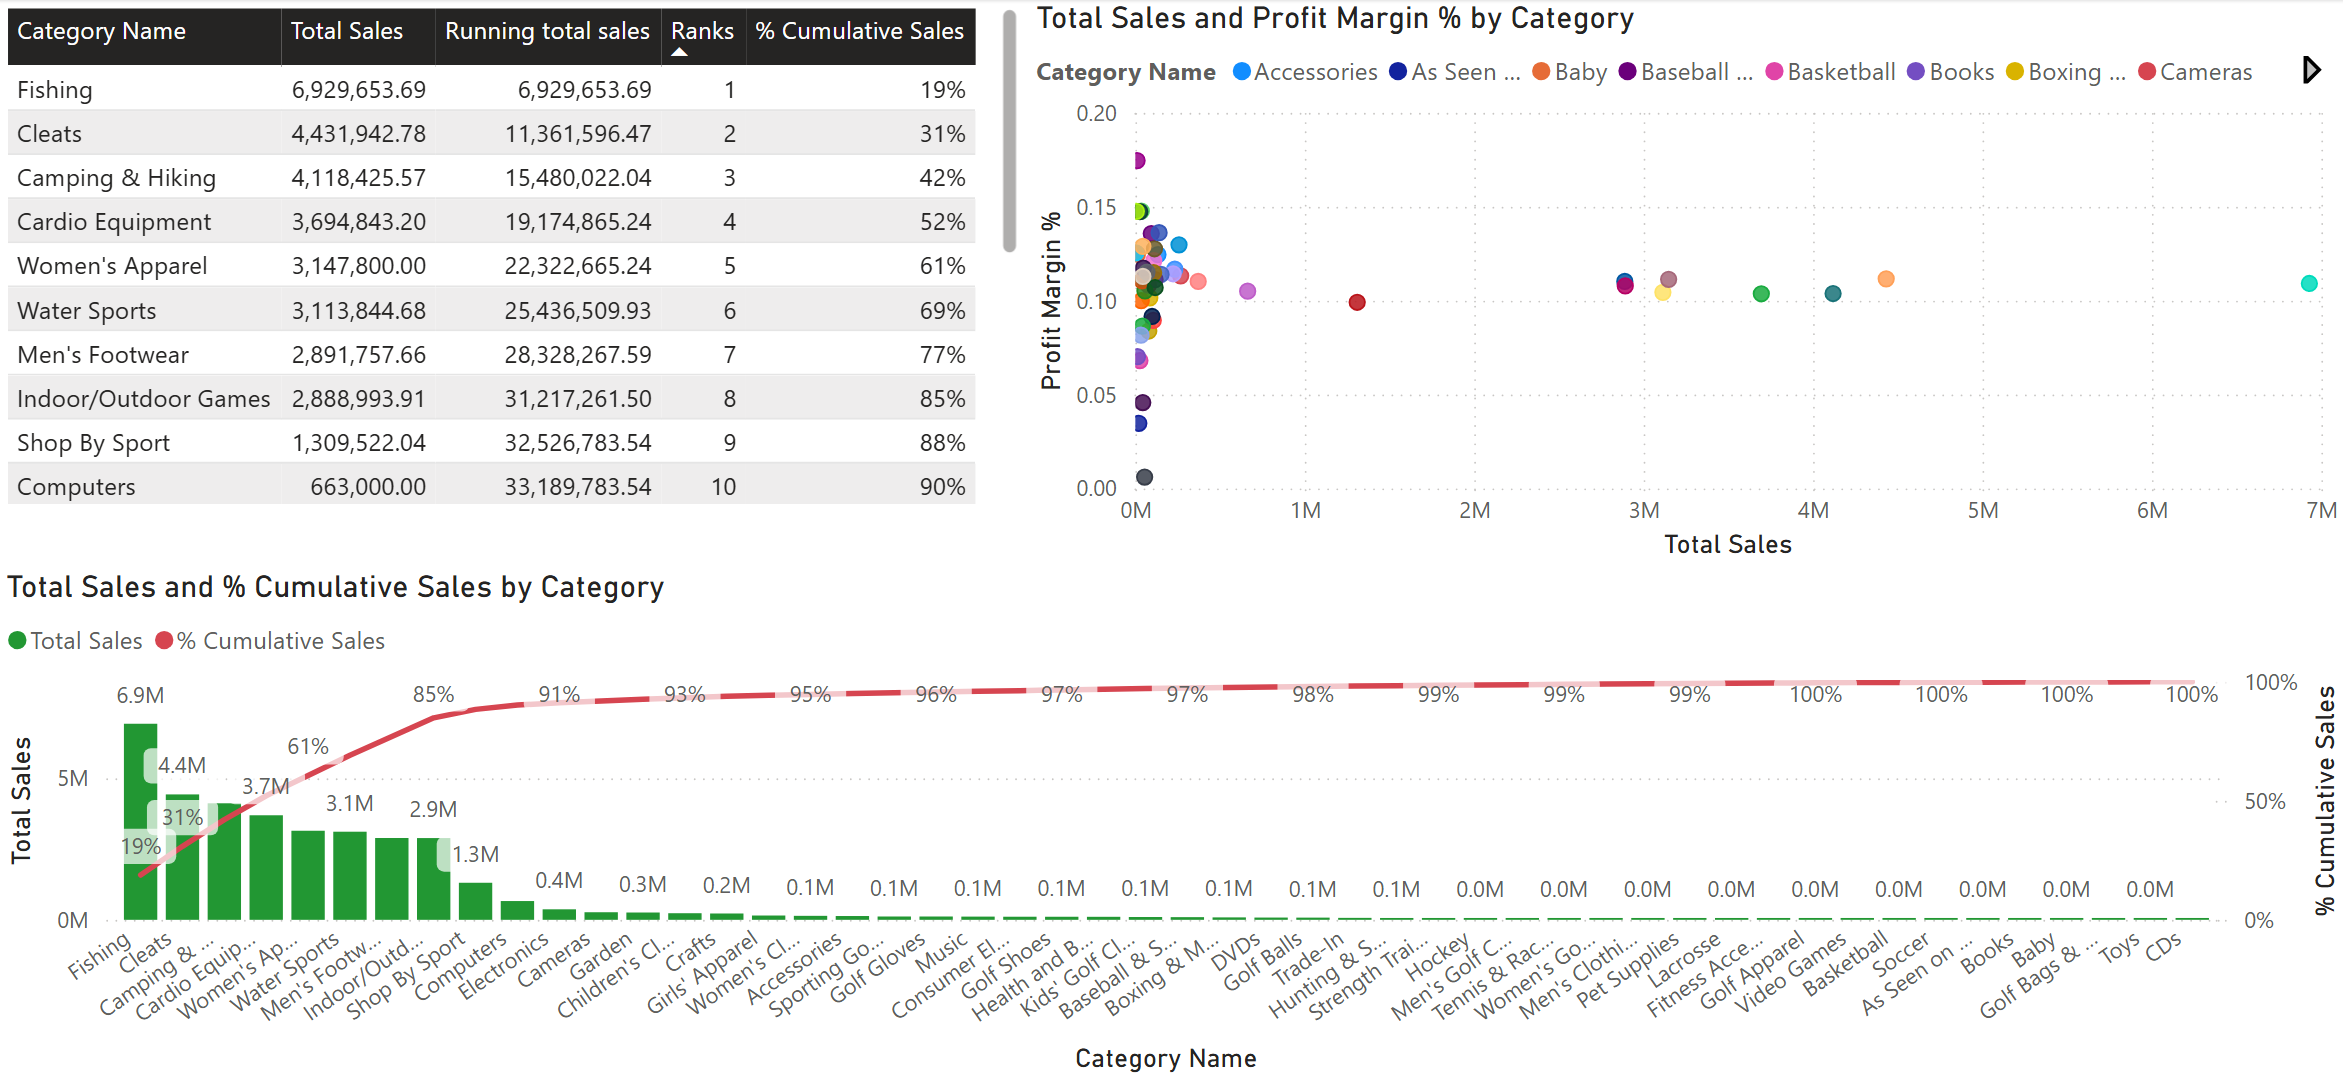 Category Name Total Sales Running total sales Ranks % Cumulative Sales
Fishing 6,929,653.69 6,929,653.69 1 19%
Cleats 4,431,942.78 11,361,596.47 2 31%
Camping & Hiking 4,118,425.57 15,480,022.04 3 42%
Cardio Equipment 3,694,843.20 19,174,865.24 4 52%
Women's Apparel 3,147,800.00 22,322,665.24 5 61%
Water Sports 3,113,844.68 25,436,509.93 6 69%
Men's Footwear 2,891,757.66 28,328,267.59 7 77%
Indoor/Outdoor Games 2,888,993.91 31,217,261.50 8 85%
Shop By Sport 1,309,522.04 32,526,783.54 9 88%
Computers 663,000.00 33,189,783.54 10 90%
Total Sales and Profit Margin % by Category
Category Name Accessories As Seen ... Baby Baseball ... Basketball Books Boxing ... Cameras
Profit Margin %
0.20
0.15
0.10
0.05
0.00
0M 1M 2M 3M 4M 5M 6M 7M
Total Sales
Total Sales and % Cumulative Sales by Category
Total Sales % Cumulative Sales
Total Sales
5M
0M
6.9M 4.4M 3.7M 3.1M 2.9M 1.3M 0.4M 0.3M 0.2M 0.1M 0.1M 0.1M 0.1M 0.1M 0.1M 0.1M 0.1M 0.0M 0.0M 0.0M 0.0M 0.0M 0.0M 0.0M 0.0M 0.0M
19% 31% 61% 85% 91% 93% 95% 96% 97% 97% 98% 99% 99% 99% 100% 100% 100% 100%
100%
50%
0%
% Cumulative Sales
Fishing
Cleats
Camping & ...
Cardio Equip...
Women's Ap...
Water Sports
Men's Footw...
Indoor/Outd...
Shop By Sport
Computers
Electronics
Cameras
Garden
Children's Cl...
Crafts
Girls' Apparel
Women's Cl...
Accessories
Sporting Go...
Golf Gloves
Music
Consumer El...
Golf Shoes
Health and B...
Kids' Golf Cl...
Baseball & S...
Boxing & M...
DVDs
Golf Balls
Trade-In
Hunting & S...
Strength Trai...
Hockey
Men's Golf C...
Tennis & Rac...
Women's Go...
Men's Clothi...
Pet Supplies
Lacrosse
Fitness Acce...
Golf Apparel
Video Games
Basketball
Soccer
As Seen on ...
Books
Baby
Golf Bags & ...
Toys
CDs
Category Name